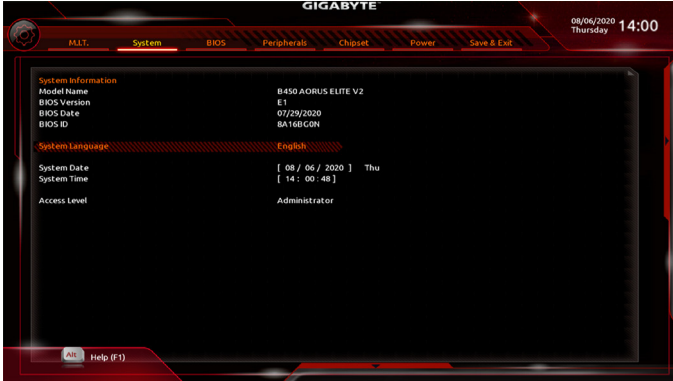 GIGABYTE
08/06/2020 Thursday 14:00
M.I.T. System BIOS Peripherals Chipset Power Save & Exit
System Information
Model Name B450 AORUS ELITE V2
BIOS Version E1
BIOS Date 07/29/2020
BIOS ID 8A16BG0N
System Language English
System Date [ 08 / 06 / 2020 ] Thu
System Time [ 14 : 00 : 48 ]
Access Level Administrator
Alt Help (F1)